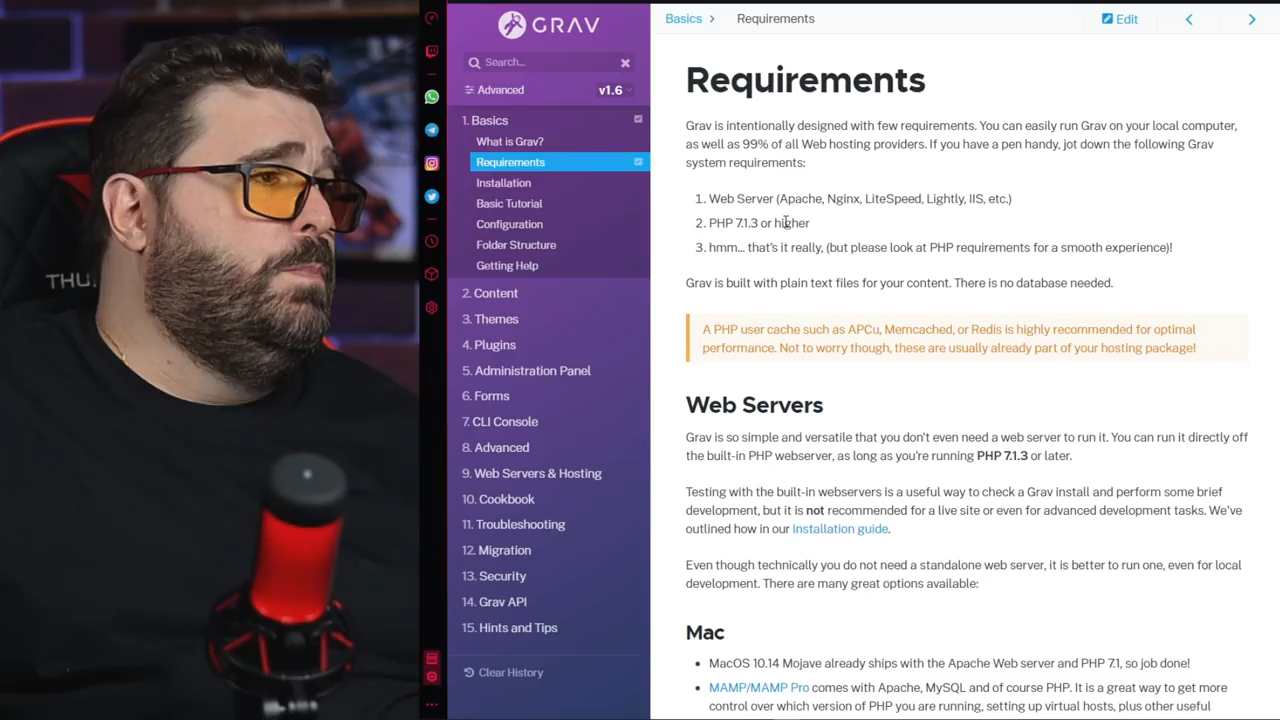 THU.
GRAV
Search...
Advanced
v1.6
1. Basics
What is Grav?
Requirements
Installation
Basic Tutorial
Configuration
Folder Structure
Getting Help
2. Content
3. Themes
4. Plugins
5. Administration Panel
6. Forms
7. CLI Console
8. Advanced
9. Web Servers & Hosting
10. Cookbook
11. Troubleshooting
12. Migration
13. Security
14. Grav API
15. Hints and Tips
Clear History
Basics > Requirements
Edit
Requirements
Grav is intentionally designed with few requirements. You can easily run Grav on your local computer,
as well as 99% of all Web hosting providers. If you have a pen handy, jot down the following Grav
system requirements:
1. Web Server (Apache, Nginx, LiteSpeed, Lightly, IIS, etc.)
2. PHP 7.1.3 or higher
3. hmm... that's it really, (but please look at PHP requirements for a smooth experience)!
Grav is built with plain text files for your content. There is no database needed.
A PHP user cache such as APCu, Memcached, or Redis is highly recommended for optimal
performance. Not to worry though, these are usually already part of your hosting package!
Web Servers
Grav is so simple and versatile that you don't even need a web server to run it. You can run it directly off
the built-in PHP webserver, as long as you're running PHP 7.1.3 or later.
Testing with the built-in webservers is a useful way to check a Grav install and perform some brief
development, but it is not recommended for a live site or even for advanced development tasks. We've
outlined how in our Installation guide.
Even though technically you do not need a standalone web server, it is better to run one, even for local
development. There are many great options available:
Mac
• MacOS 10.14 Mojave already ships with the Apache Web server and PHP 7.1, so job done!
• MAMP/MAMP Pro comes with Apache, MySQL and of course PHP. It is a great way to get more
control over which version of PHP you are running, setting up virtual hosts, plus other useful